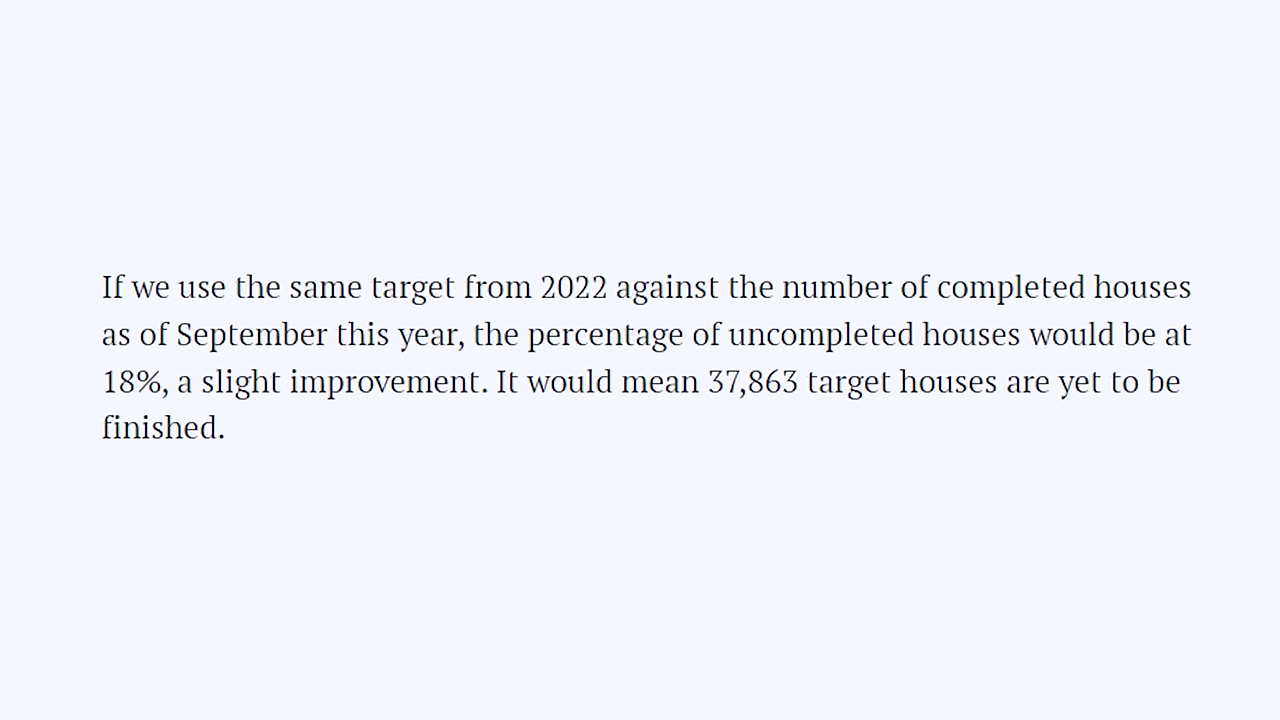 If we use the same target from 2022 against the number of completed houses
as of September this year, the percentage of uncompleted houses would be at
18%, a slight improvement. It would mean 37,863 target houses are yet to be
finished.